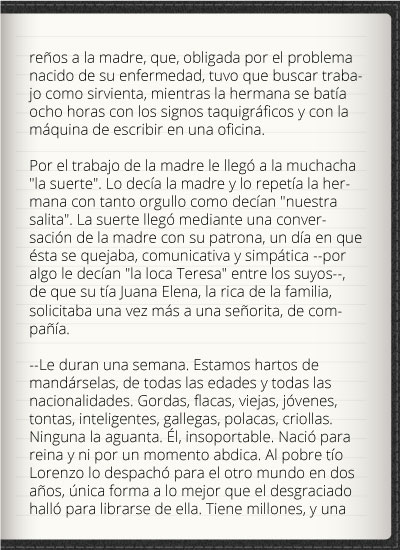 reños a la madre, que, obligada por el problema
nacido de su enfermedad, tuvo que buscar traba-
jo como sirvienta, mientras la hermana se batía
ocho horas con los signos taquigráficos y con la
máquina de escribir en una oficina.

Por el trabajo de la madre le llegó a la muchacha
"la suerte". Lo decía la madre y lo repetía la her-
mana con tanto orgullo como decían "nuestra
salita". La suerte llegó mediante una conver-
sación de la madre con su patrona, un día en que
ésta se quejaba, comunicativa y simpática --por
algo le decían "la loca Teresa" entre los suyos--,
de que su tía Juana Elena, la rica de la familia,
solicitaba una vez más a una señorita, de com-
pañía.

--Le duran una semana. Estamos hartos de
mandárselas, de todas las edades y todas las
nacionalidades. Gordas, flacas, viejas, jóvenes,
tontas, inteligentes, gallegas, polacas, criollas.
Ninguna la aguanta. Él, insoportable. Nació para
reina y ni por un momento abdica. Al pobre tío
Lorenzo lo despachó para el otro mundo en dos
años, única forma a lo mejor que el desgraciado
halló para librarse de ella. Tiene millones, y una